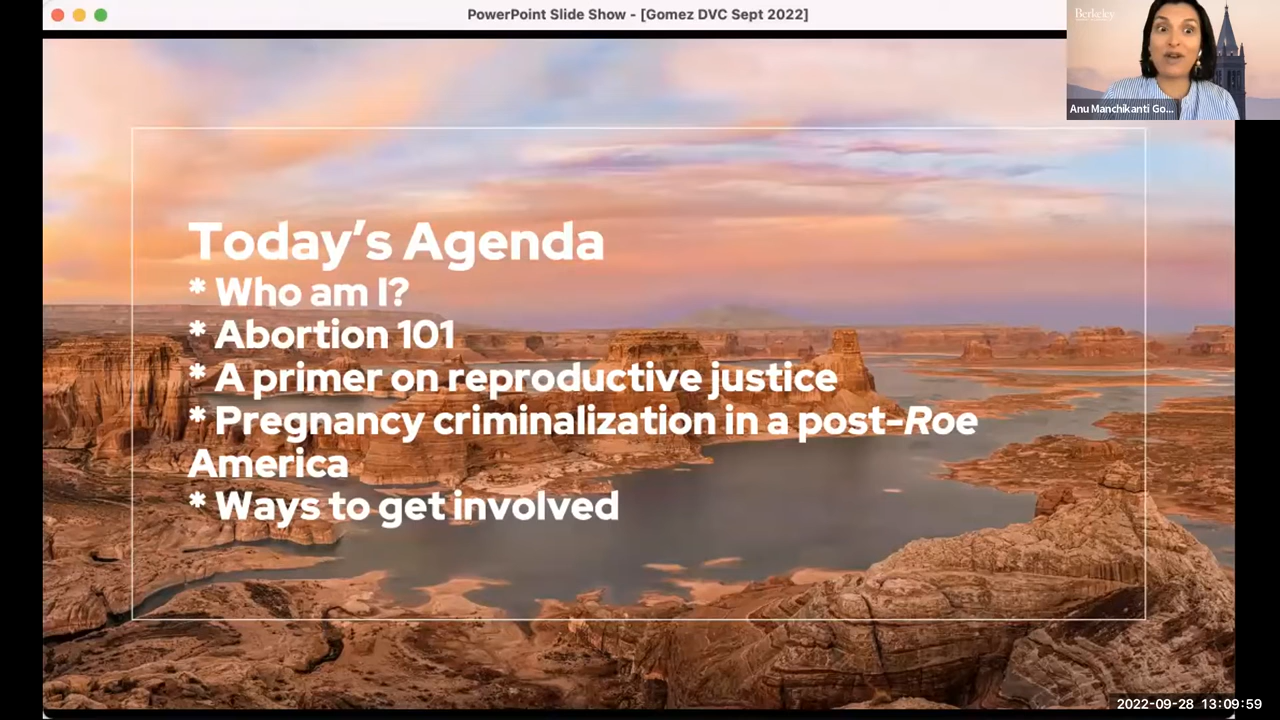 PowerPoint Slide Show - [Gomez DVC Sept 2022]
Berkeley
Anu Manchikanti Go...
Today's Agenda
* Who am I?
* Abortion 101
* A primer on reproductive justice
* Pregnancy criminalization in a post-Roe
America
* Ways to get involved
2022-09-28 13:09:59